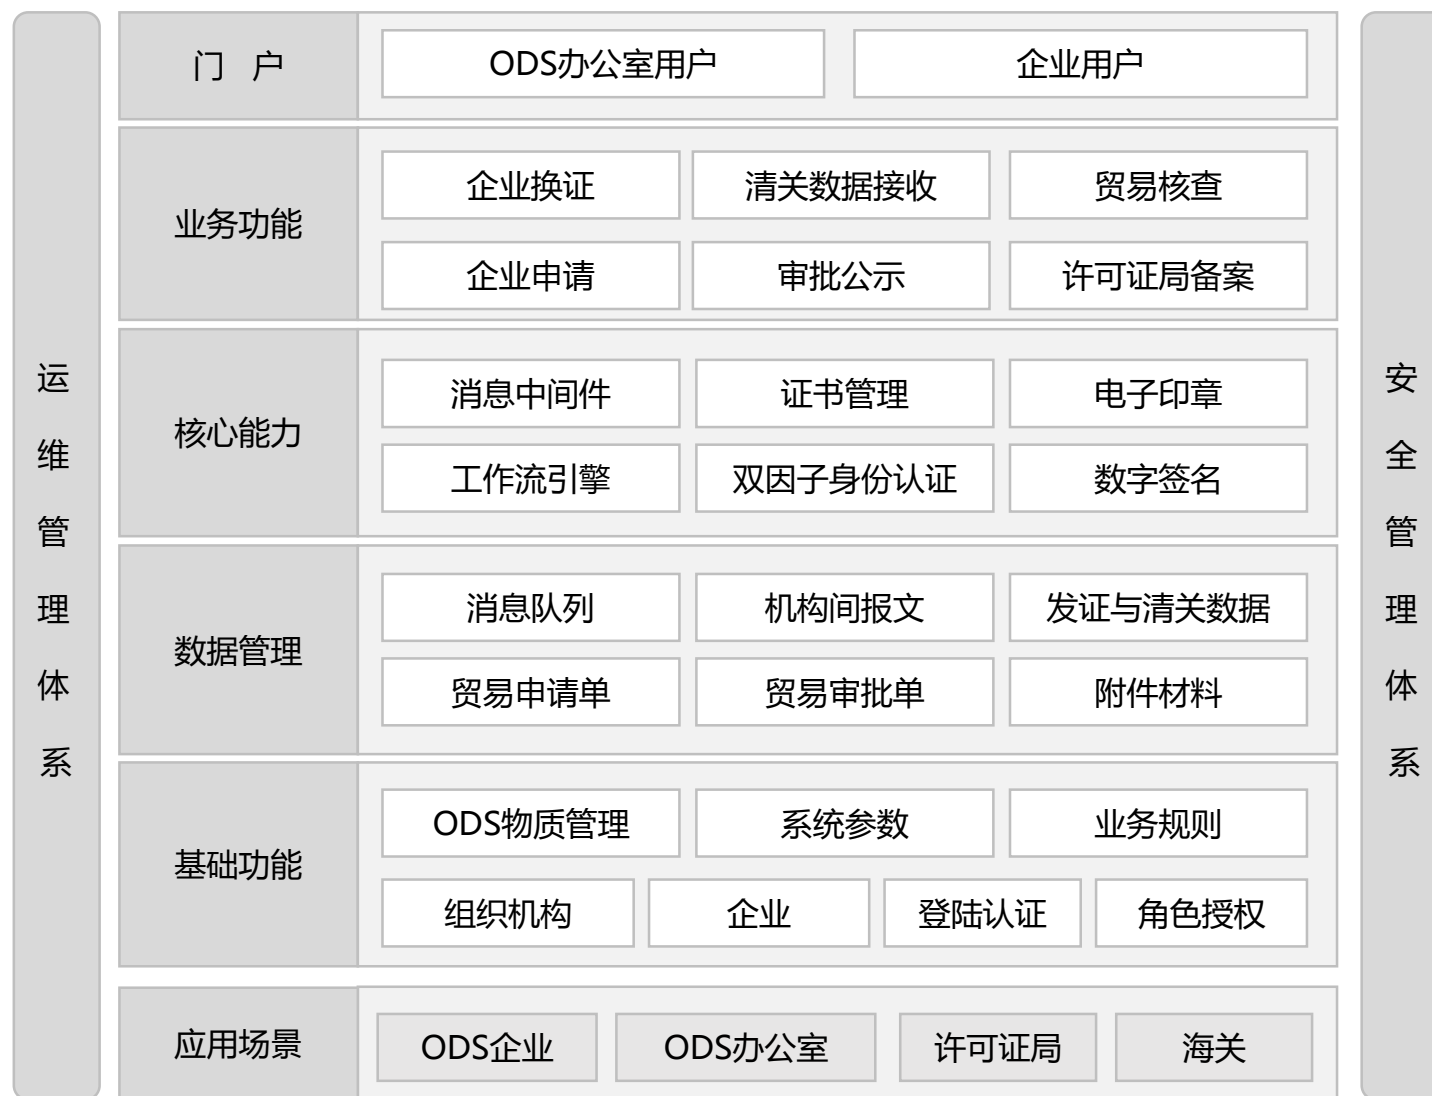 门 户
ODS办公室用户
企业用户
业务功能
企业换证
清关数据接收
贸易核查
企业申请
审批公示
许可证局备案
核心能力
消息中间件
证书管理
电子印章
工作流引擎
双因子身份认证
数字签名
数据管理
消息队列
机构间报文
发证与清关数据
贸易申请单
贸易审批单
附件材料
基础功能
ODS物质管理
系统参数
业务规则
组织机构
企业
登陆认证
角色授权
应用场景
ODS企业
ODS办公室
许可证局
海关
运维管理体系
安全管理体系